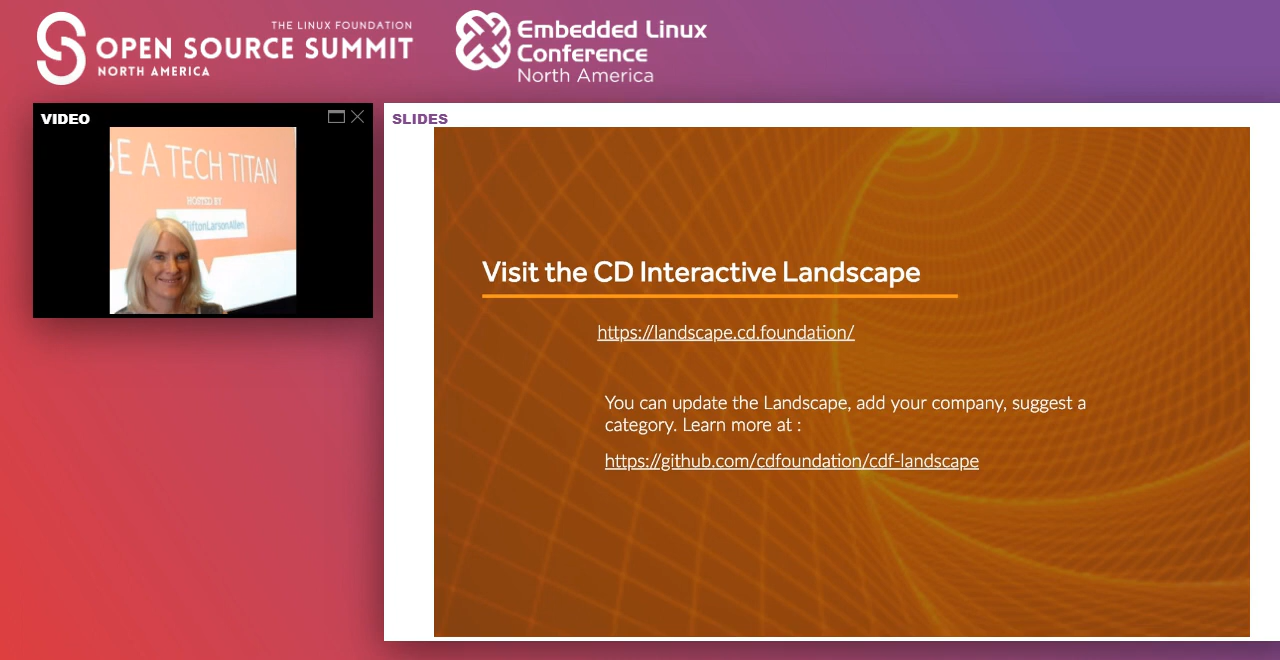 THE LINUX FOUNDATION
OPEN SOURCE SUMMIT
NORTH AMERICA
Embedded Linux
Conference
North America
VIDEO
BE A TECH TITAN
HOSTED BY
CliftonLarsonAllen
SLIDES
Visit the CD Interactive Landscape
https://landscape.cd.foundation/
You can update the Landscape, add your company, suggest a
category. Learn more at :
https://github.com/cdfoundation/cdf-landscape